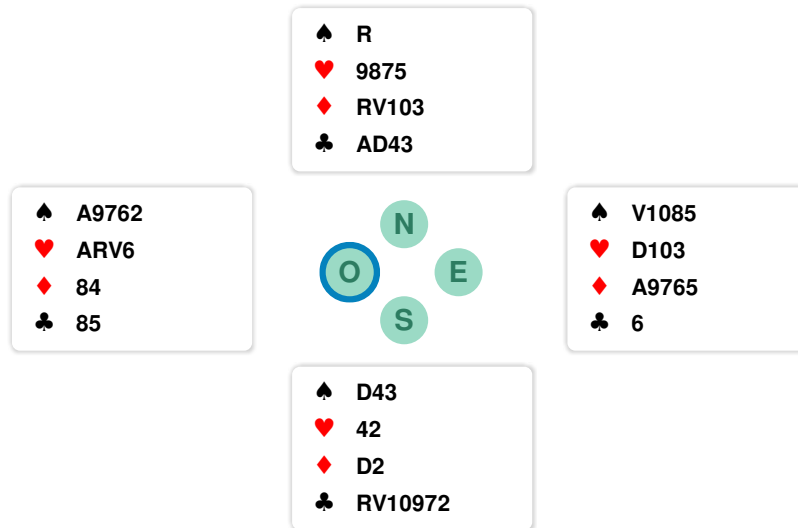 ♠ R
♥ 9875
♦ RV103
♣ AD43
♠ A9762
♥ ARV6
♦ 84
♣ 85
N
O
E
S
♠ V1085
♥ D103
♦ A9765
♣ 6
♠ D43
♥ 42
♦ D2
♣ RV10972